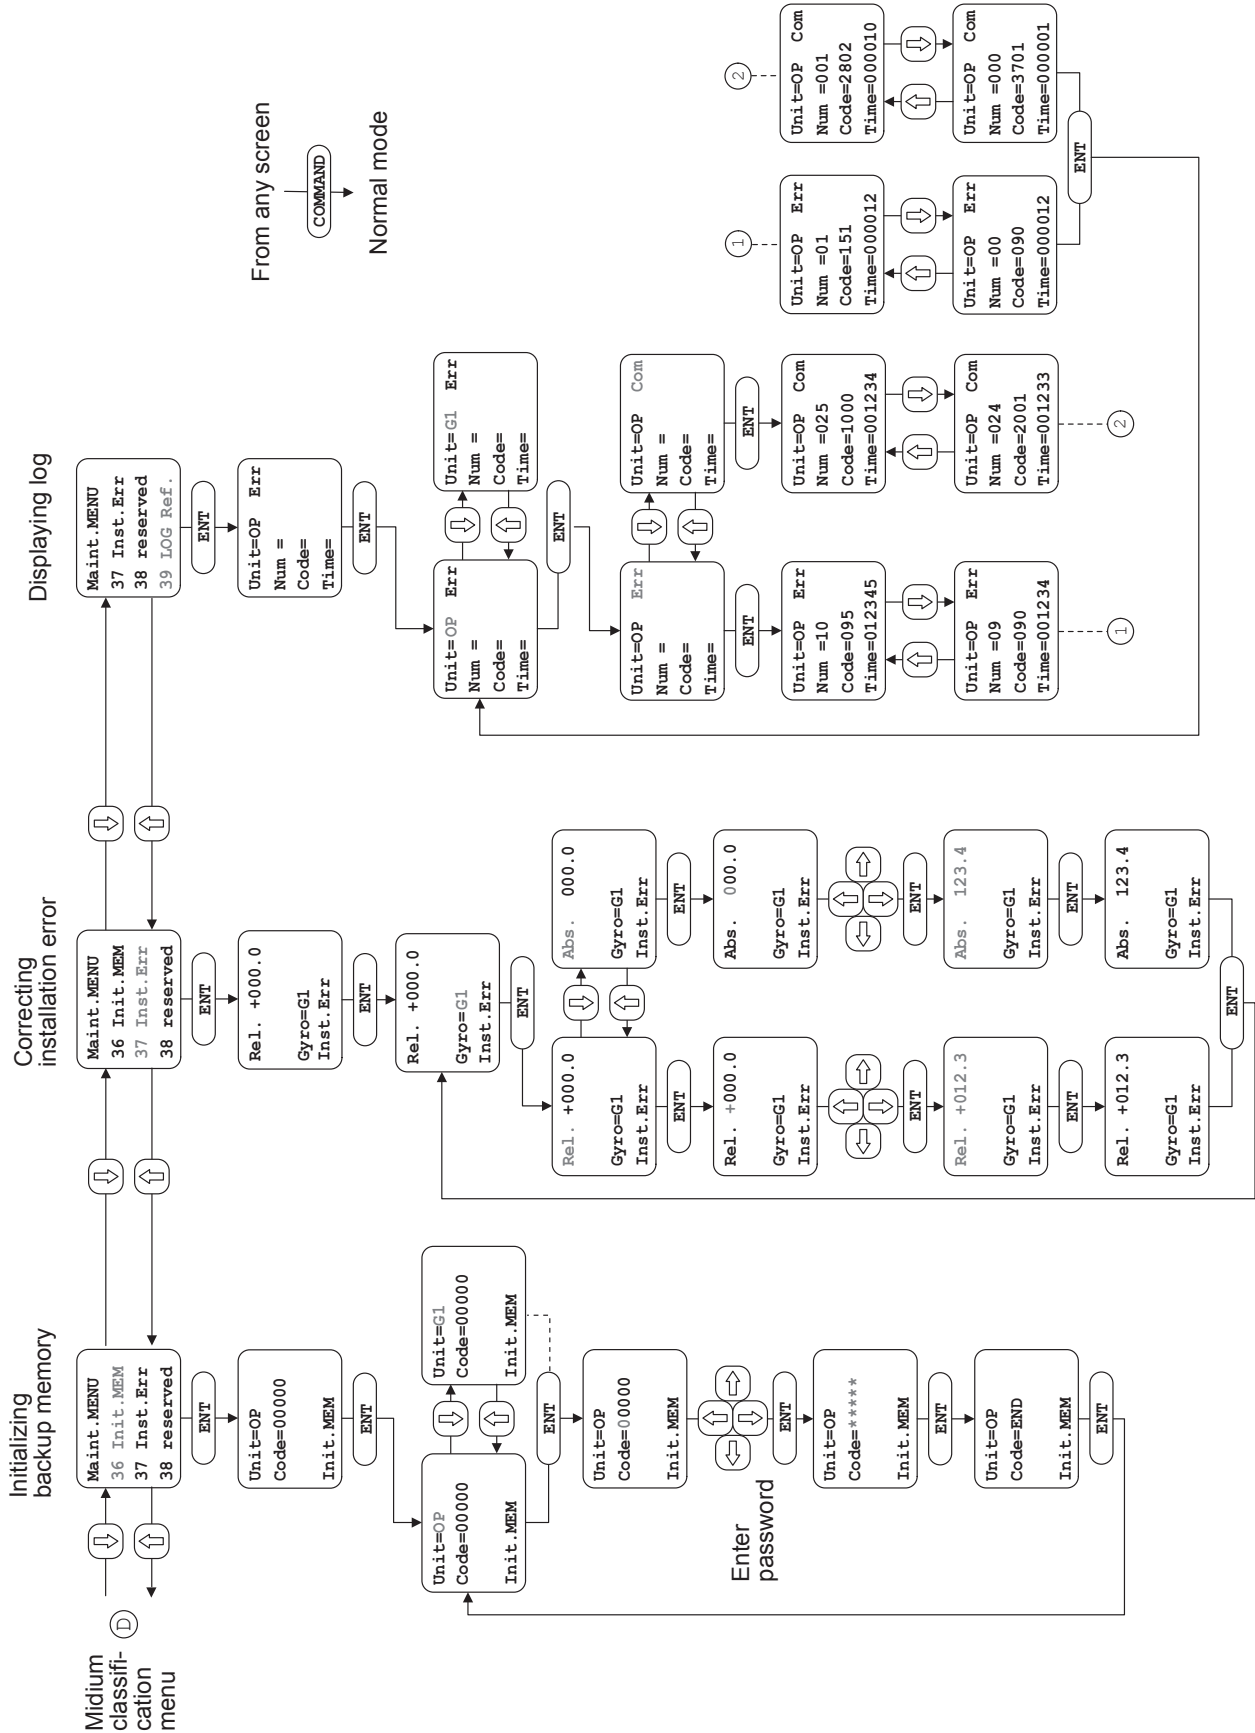 Midium
classifi-
cation
menu
D
Initializing
backup memory
Maint.MENU
36 Init.MEM
37 Inst.Err
38 reserved
ENT
Unit=OP
Code=00000
Init.MEM
ENT
Unit=OP
Code=00000
Init.MEM
Unit=G1
Code=00000
Init.MEM
ENT
Unit=OP
Code=00000
Init.MEM
Enter
password
ENT
Unit=OP
Code=*****
Init.MEM
ENT
Unit=OP
Code=END
Init.MEM
ENT
Correcting
installation error
Maint.MENU
36 Init.MEM
37 Inst.Err
38 reserved
ENT
Rel. +000.0
Gyro=G1
Inst.Err
ENT
Rel. +000.0
Gyro=G1
Inst.Err
ENT
Rel. +000.0
Gyro=G1
Inst.Err
ENT
Rel. +000.0
Gyro=G1
Inst.Err
ENT
Rel. +012.3
Gyro=G1
Inst.Err
ENT
Rel. +012.3
Gyro=G1
Inst.Err
Abs. 000.0
Gyro=G1
Inst.Err
ENT
Abs. 000.0
Gyro=G1
Inst.Err
ENT
Abs. 123.4
Gyro=G1
Inst.Err
ENT
Abs. 123.4
Gyro=G1
Inst.Err
ENT
Displaying log
Maint.MENU
37 Inst.Err
38 reserved
39 LOG Ref.
ENT
Unit=OP Err
Num =
Code=
Time=
ENT
Unit=OP Err
Num =
Code=
Time=
Unit=G1 Err
Num =
Code=
Time=
ENT
Unit=OP Err
Num =
Code=
Time=
ENT
Unit=OP Err
Num =10
Code=095
Time=012345
Unit=OP Err
Num =09
Code=090
Time=001234
1
Unit=OP Com
Num =
Code=
Time=
ENT
Unit=OP Com
Num =025
Code=1000
Time=001234
Unit=OP Com
Num =024
Code=2001
Time=001233
2
1
Unit=OP Err
Num =01
Code=151
Time=000012
Unit=OP Err
Num =00
Code=090
Time=000012
2
Unit=OP Com
Num =001
Code=2802
Time=000010
Unit=OP Com
Num =000
Code=3701
Time=000001
ENT
From any screen
COMMAND
Normal mode